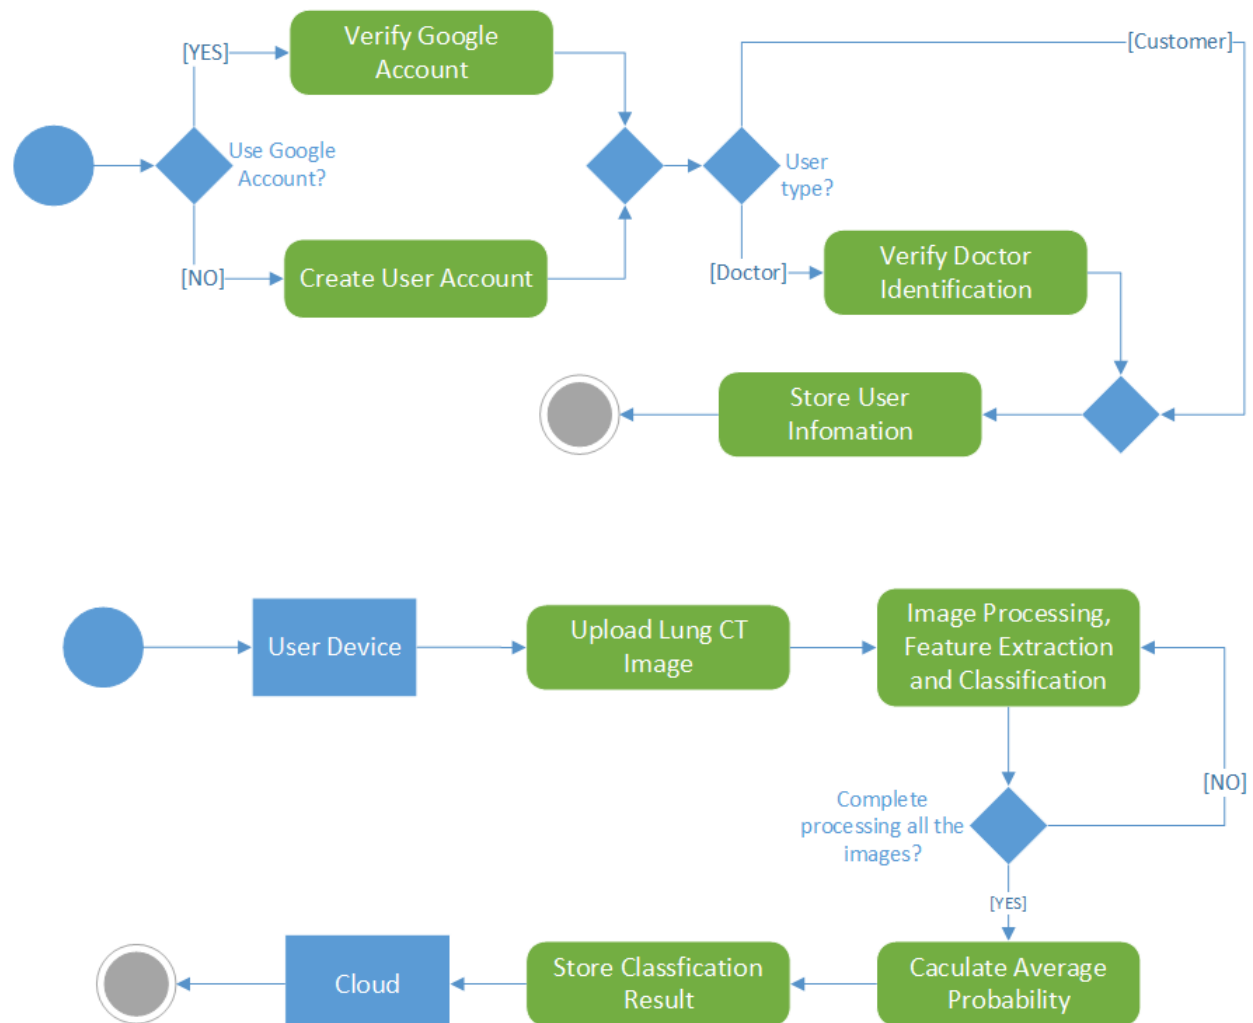 Verify Google
Account
[YES]
[Customer]
Use Google
Account?
User
type?
[NO]
Create User Account
[Doctor]
Verify Doctor
Identification
Store User
Infomation
User Device
Upload Lung CT
Image
Image Processing,
Feature Extraction
and Classification
[NO]
Complete
processing all the
images?
[YES]
Cloud
Store Classfication
Result
Caculate Average
Probability